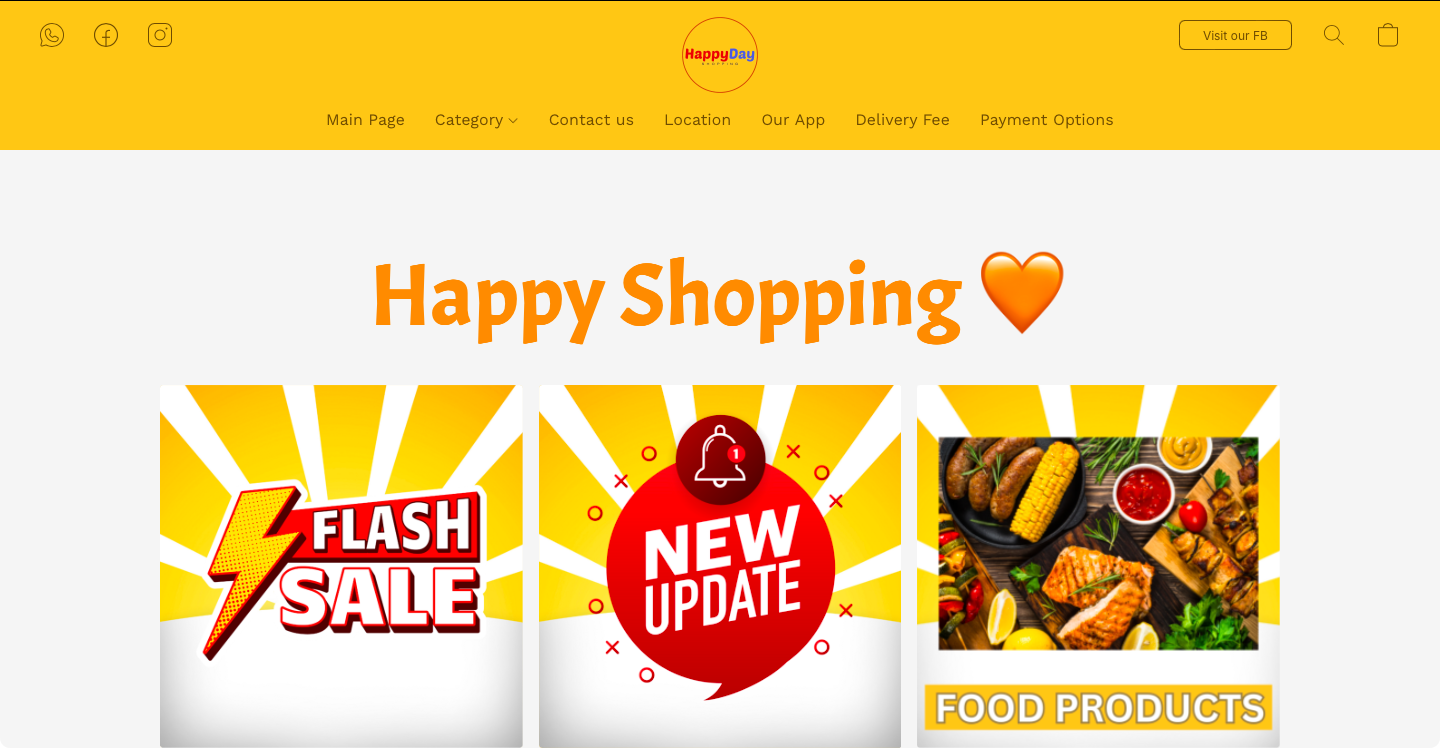 HappyDay
SHOPPING
Visit our FB
Main Page
Category
Contact us
Location
Our App
Delivery Fee
Payment Options
Happy Shopping 🧡
FLASH
SALE
1
NEW
UPDATE
FOOD PRODUCTS